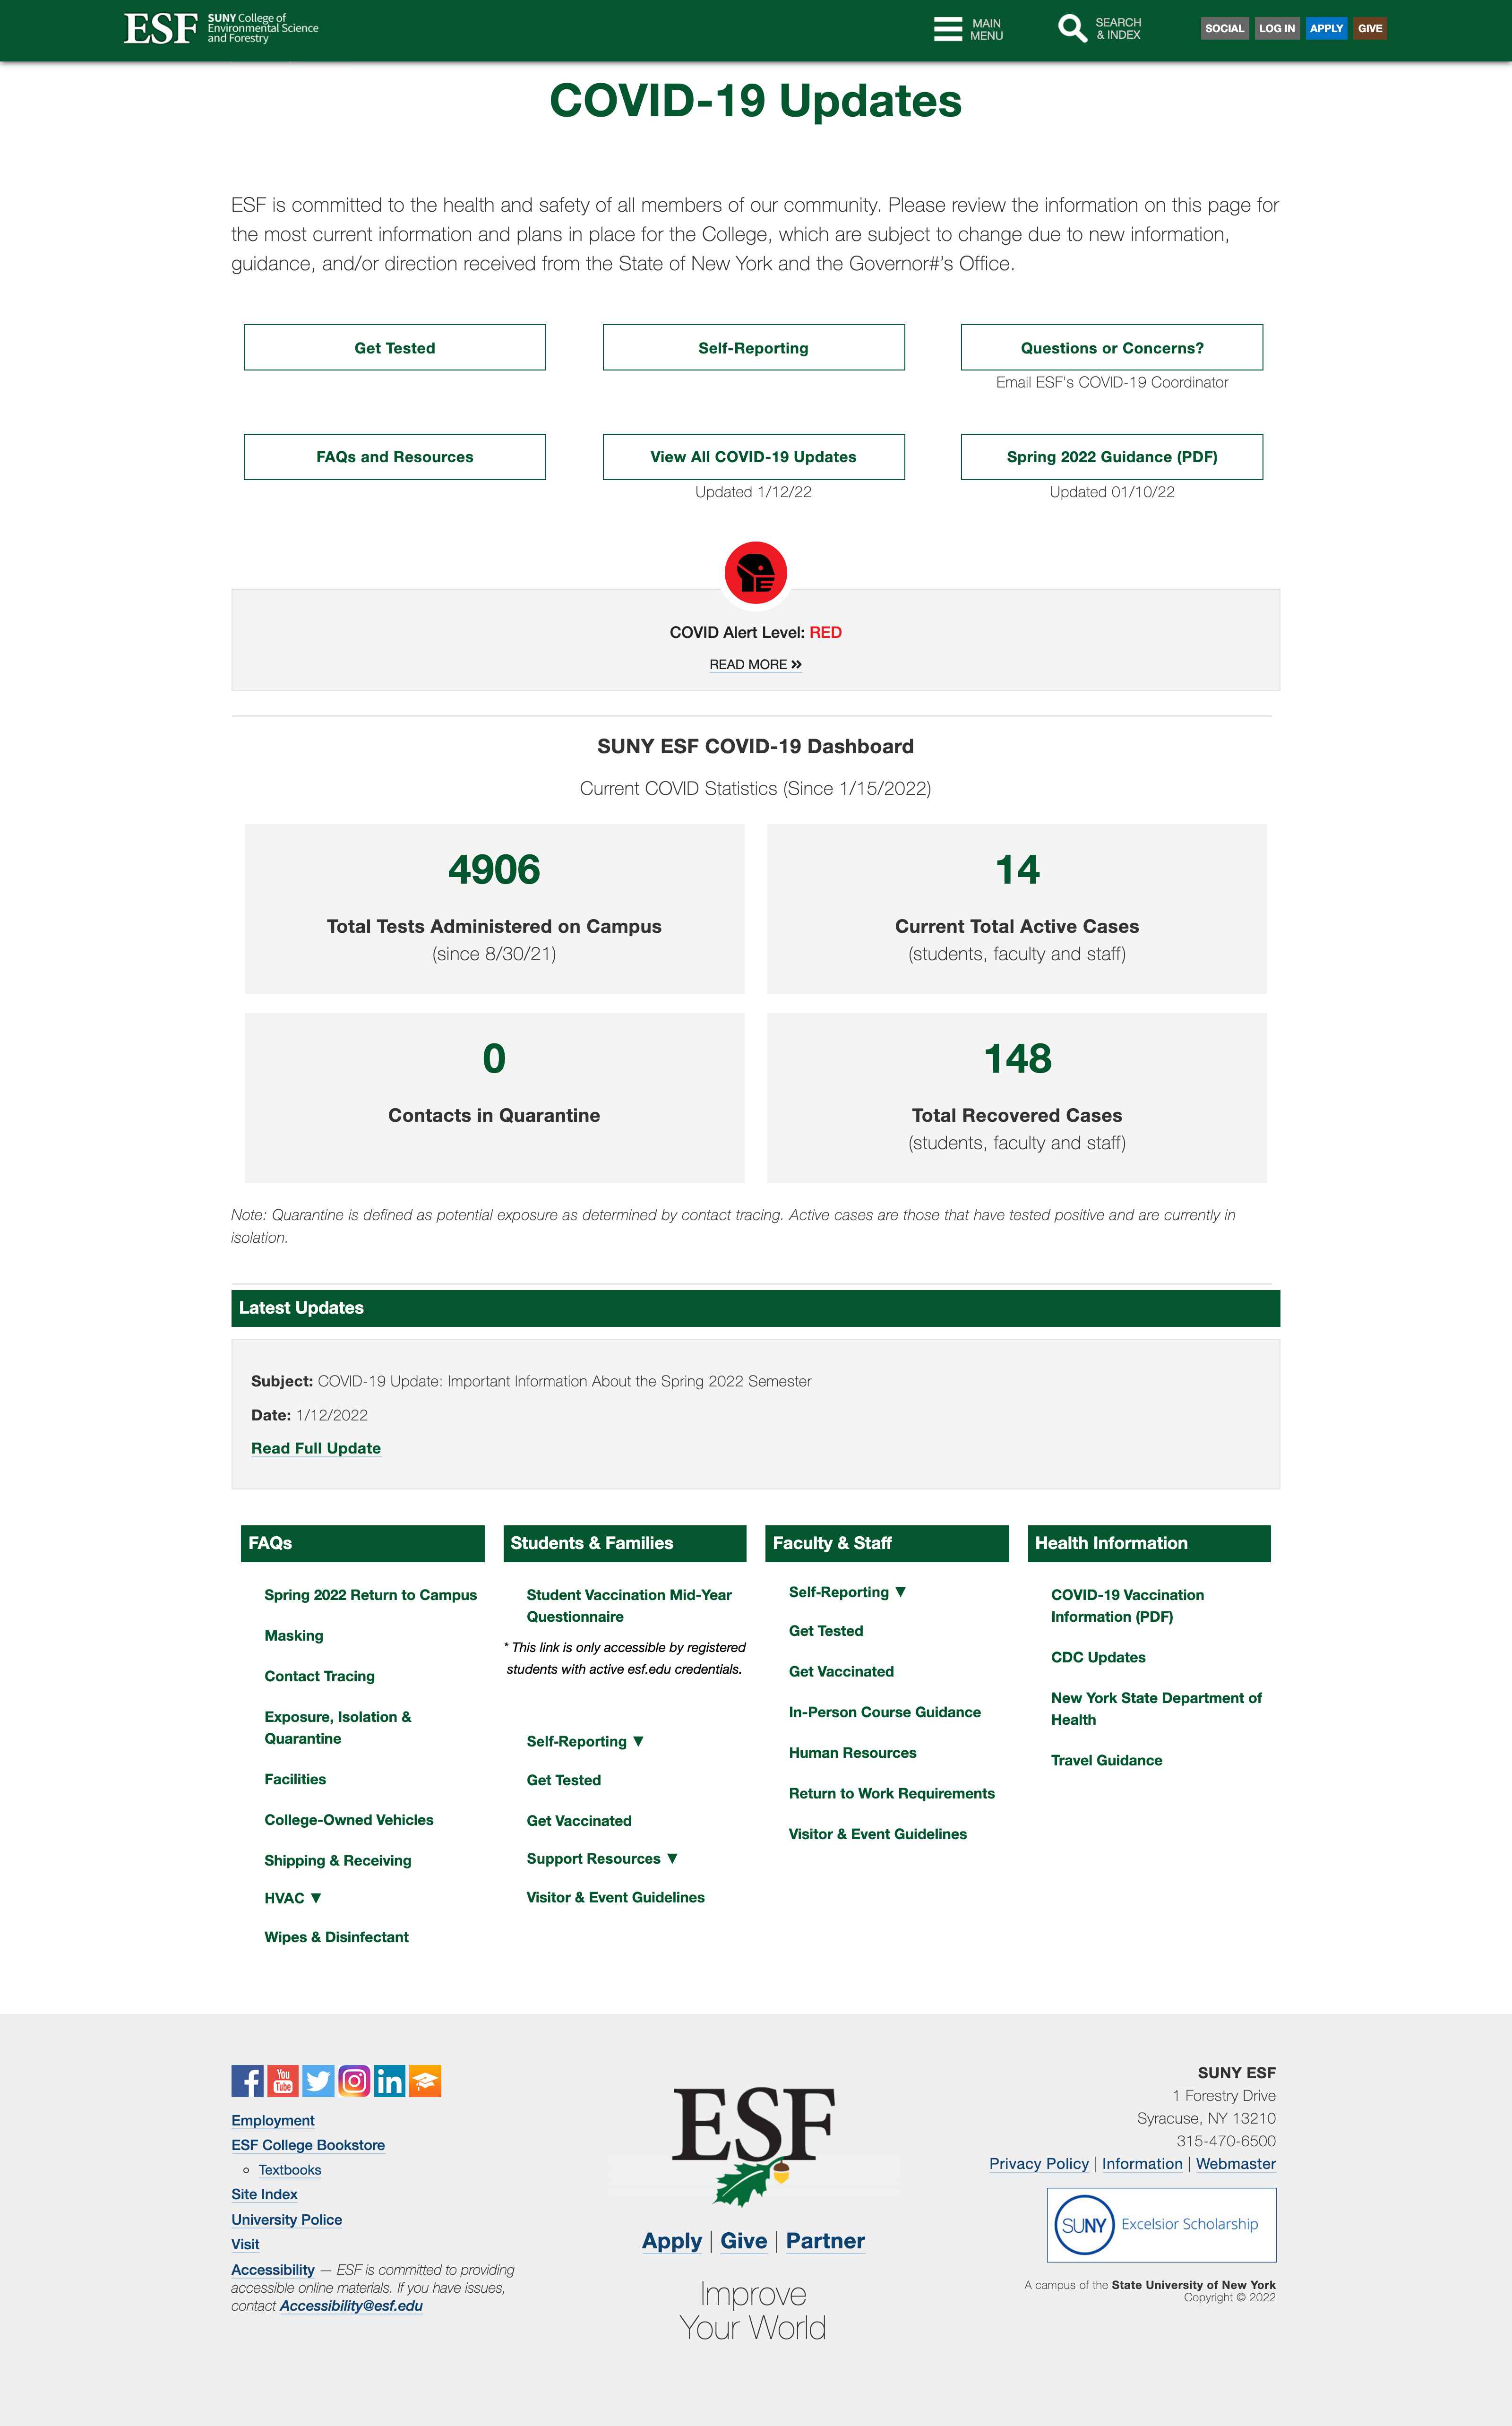 ESF
SUNY College of
Environmental Science
and Forestry
MAIN
MENU
SEARCH
& INDEX
SOCIAL
LOG IN
APPLY
GIVE
COVID-19 Updates
ESF is committed to the health and safety of all members of our community. Please review the information on this page for
the most current information and plans in place for the College, which are subject to change due to new information,
guidance, and/or direction received from the State of New York and the Governor#'s Office.
Get Tested
Self-Reporting
Questions or Concerns?
Email ESF's COVID-19 Coordinator
FAQs and Resources
View All COVID-19 Updates
Updated 1/12/22
Spring 2022 Guidance (PDF)
Updated 01/10/22
COVID Alert Level: RED
READ MORE »
SUNY ESF COVID-19 Dashboard
Current COVID Statistics (Since 1/15/2022)
4906
Total Tests Administered on Campus
(since 8/30/21)
14
Current Total Active Cases
(students, faculty and staff)
0
Contacts in Quarantine
148
Total Recovered Cases
(students, faculty and staff)
Note: Quarantine is defined as potential exposure as determined by contact tracing. Active cases are those that have tested positive and are currently in
isolation.
Latest Updates
Subject: COVID-19 Update: Important Information About the Spring 2022 Semester
Date: 1/12/2022
Read Full Update
FAQs
Spring 2022 Return to Campus
Masking
Contact Tracing
Exposure, Isolation &
Quarantine
Facilities
College-Owned Vehicles
Shipping & Receiving
HVAC ▼
Wipes & Disinfectant
Students & Families
Student Vaccination Mid-Year
Questionnaire
* This link is only accessible by registered
students with active esf.edu credentials.
Self-Reporting ▼
Get Tested
Get Vaccinated
Support Resources ▼
Visitor & Event Guidelines
Faculty & Staff
Self-Reporting ▼
Get Tested
Get Vaccinated
In-Person Course Guidance
Human Resources
Return to Work Requirements
Visitor & Event Guidelines
Health Information
COVID-19 Vaccination
Information (PDF)
CDC Updates
New York State Department of
Health
Travel Guidance
You
Tube
in
Employment
ESF College Bookstore
Textbooks
Site Index
University Police
Visit
Accessibility — ESF is committed to providing
accessible online materials. If you have issues,
contact Accessibility@esf.edu
ESF
Apply | Give | Partner
Improve
Your World
SUNY ESF
1 Forestry Drive
Syracuse, NY 13210
315-470-6500
Privacy Policy | Information | Webmaster
SUNY Excelsior Scholarship
A campus of the State University of New York
Copyright © 2022